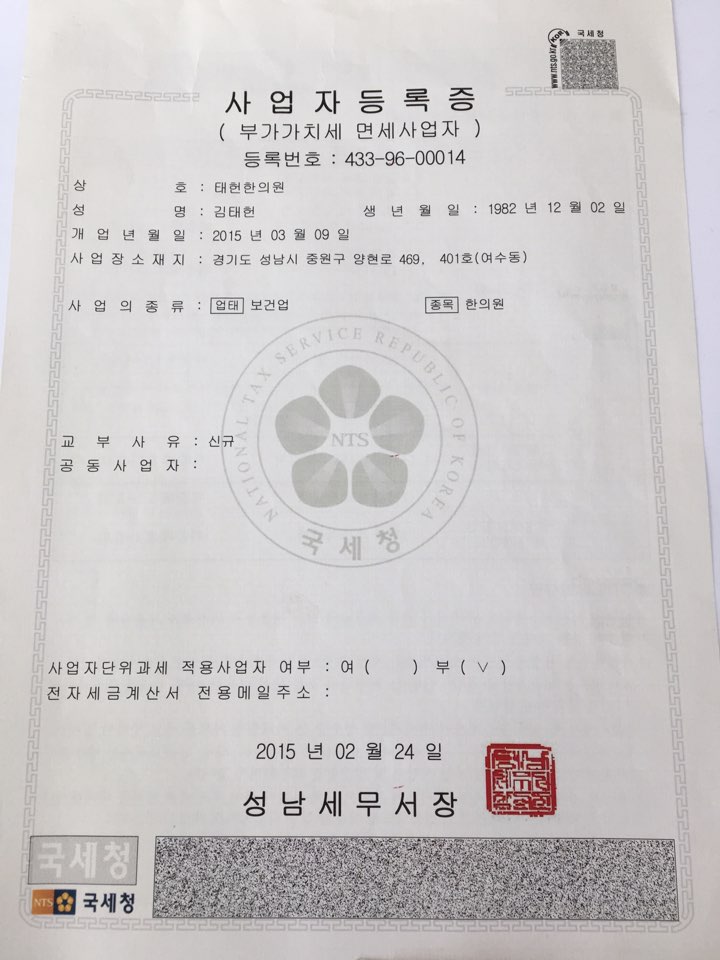 국세청
www.nts.go.kr
사업자등록증
( 부가가치세 면세사업자 )
등록번호 : 433-96-00014
상 호 : 태헌한의원
성 명 : 김태헌 생 년 월 일 : 1982 년 12 월 02 일
개 업 년 월 일 : 2015 년 03 월 09 일
사 업 장 소 재 지 : 경기도 성남시 중원구 양현로 469, 401호(여수동)
사 업 의 종 류 : 업태 보건업 종목 한의원
NATIONAL TAX SERVICE REPUBLIC OF KOREA
NTS
국세청
교 부 사 유 : 신규
공 동 사 업 자 :
사업자단위과세 적용사업자 여부 : 여 ( ) 부 ( ∨ )
전자세금계산서 전용메일주소 :
2015 년 02 월 24 일
성남세무서장
국세청
NTS 국세청